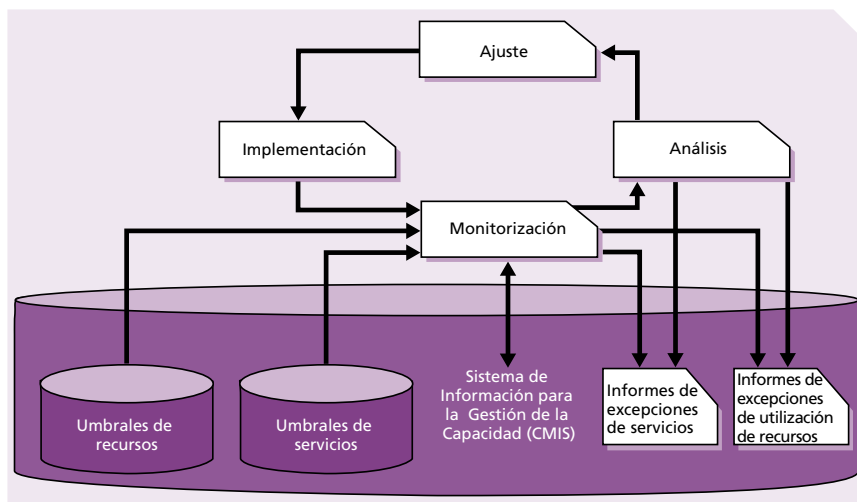 Ajuste
Implementación
Análisis
Monitorización
Umbrales de
recursos
Umbrales de
servicios
Sistema de
Información para
la Gestión de la
Capacidad (CMIS)
Informes de
excepciones
de servicios
Informes de
excepciones
de utilización
de recursos